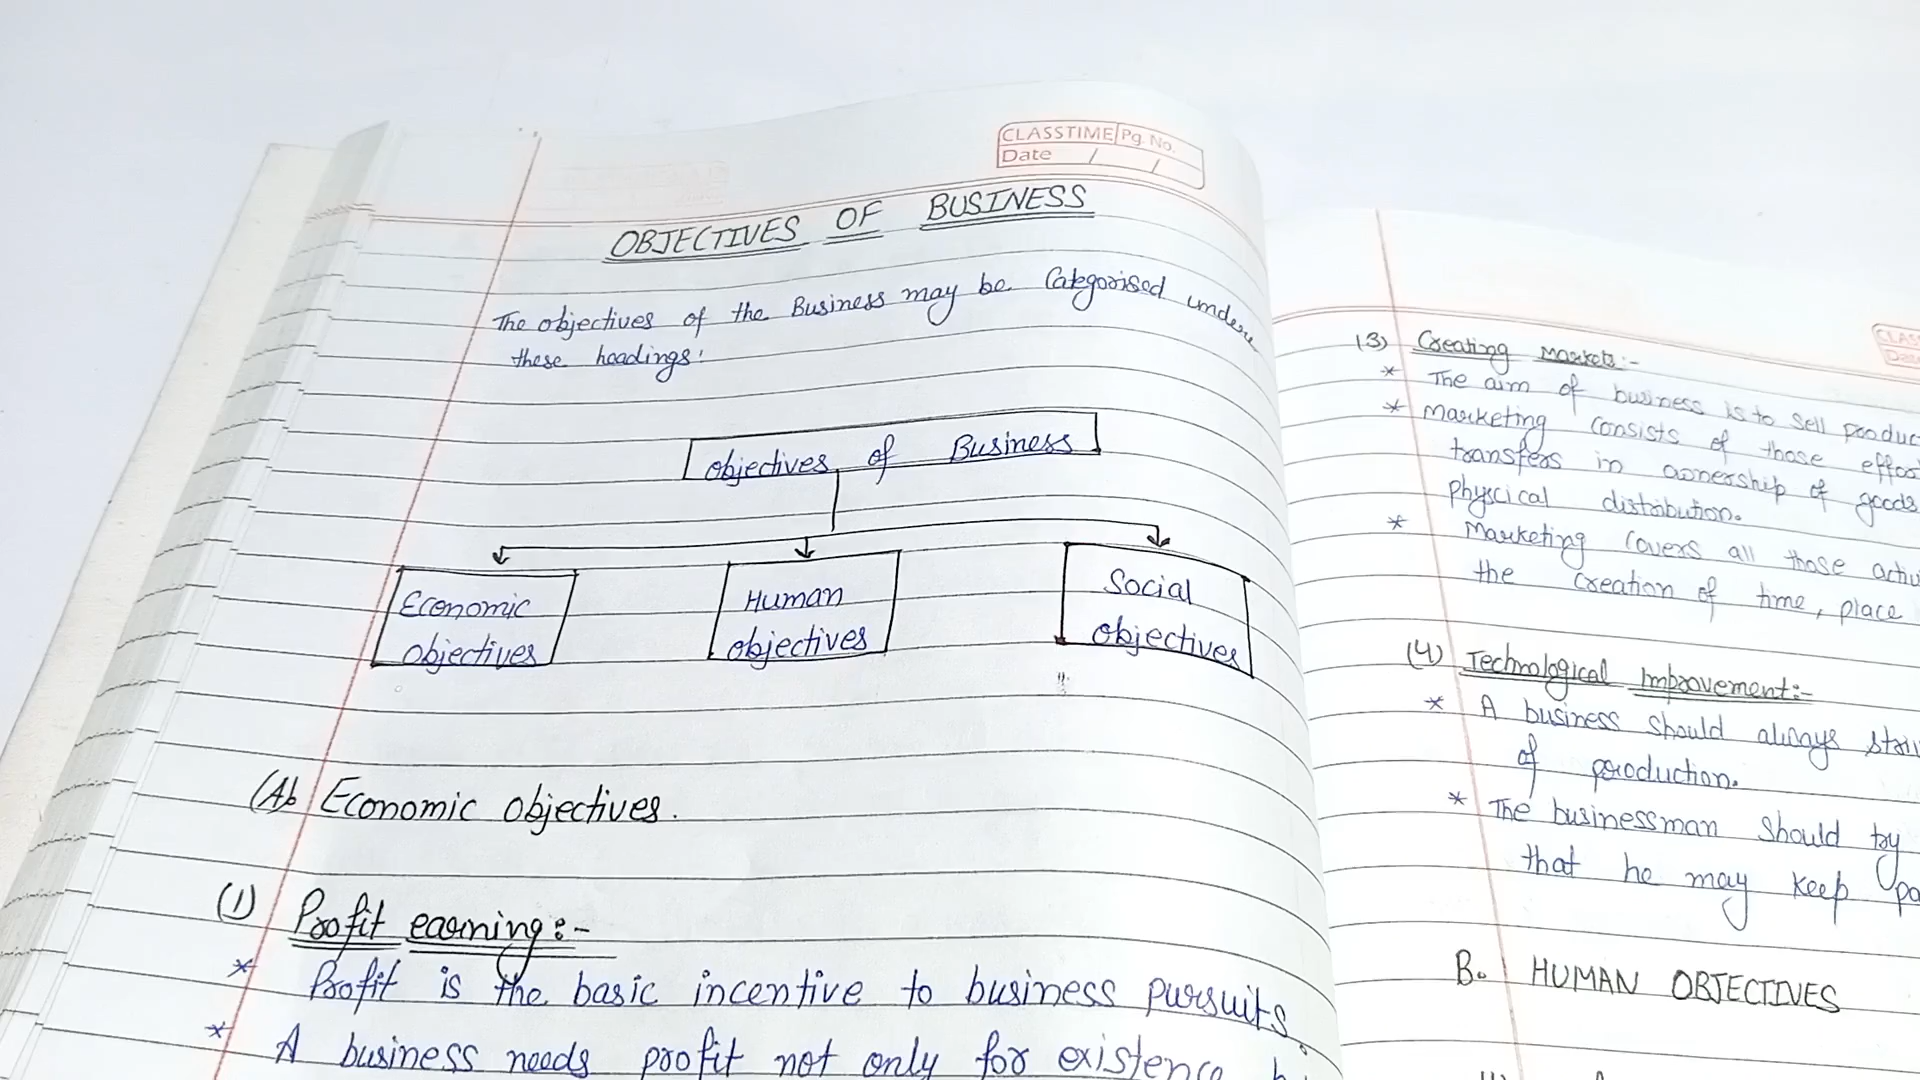 CLASSTIME Pg. No.
Date / /
OBJECTIVES OF BUSINESS
The objectives of the Business may be Categorised under
these headings:
objectives of Business
Economic
objectives
Human
objectives
Social
objectives
(A) Economic objectives.
(1) Profit earning:-
* Profit is the basic incentive to business pursuits.
* A business needs profit not only for existence
(3) Creating Markets:-
* The aim of business is to sell
* Marketing consists of those
transfers in ownership of goods
Physcical distribution.
* Marketing Covers all those
the creation of time, place
(4) Technological Improvement:-
* A business should always
of production.
* The businessman should try
that he may keep
B. HUMAN OBJECTIVES